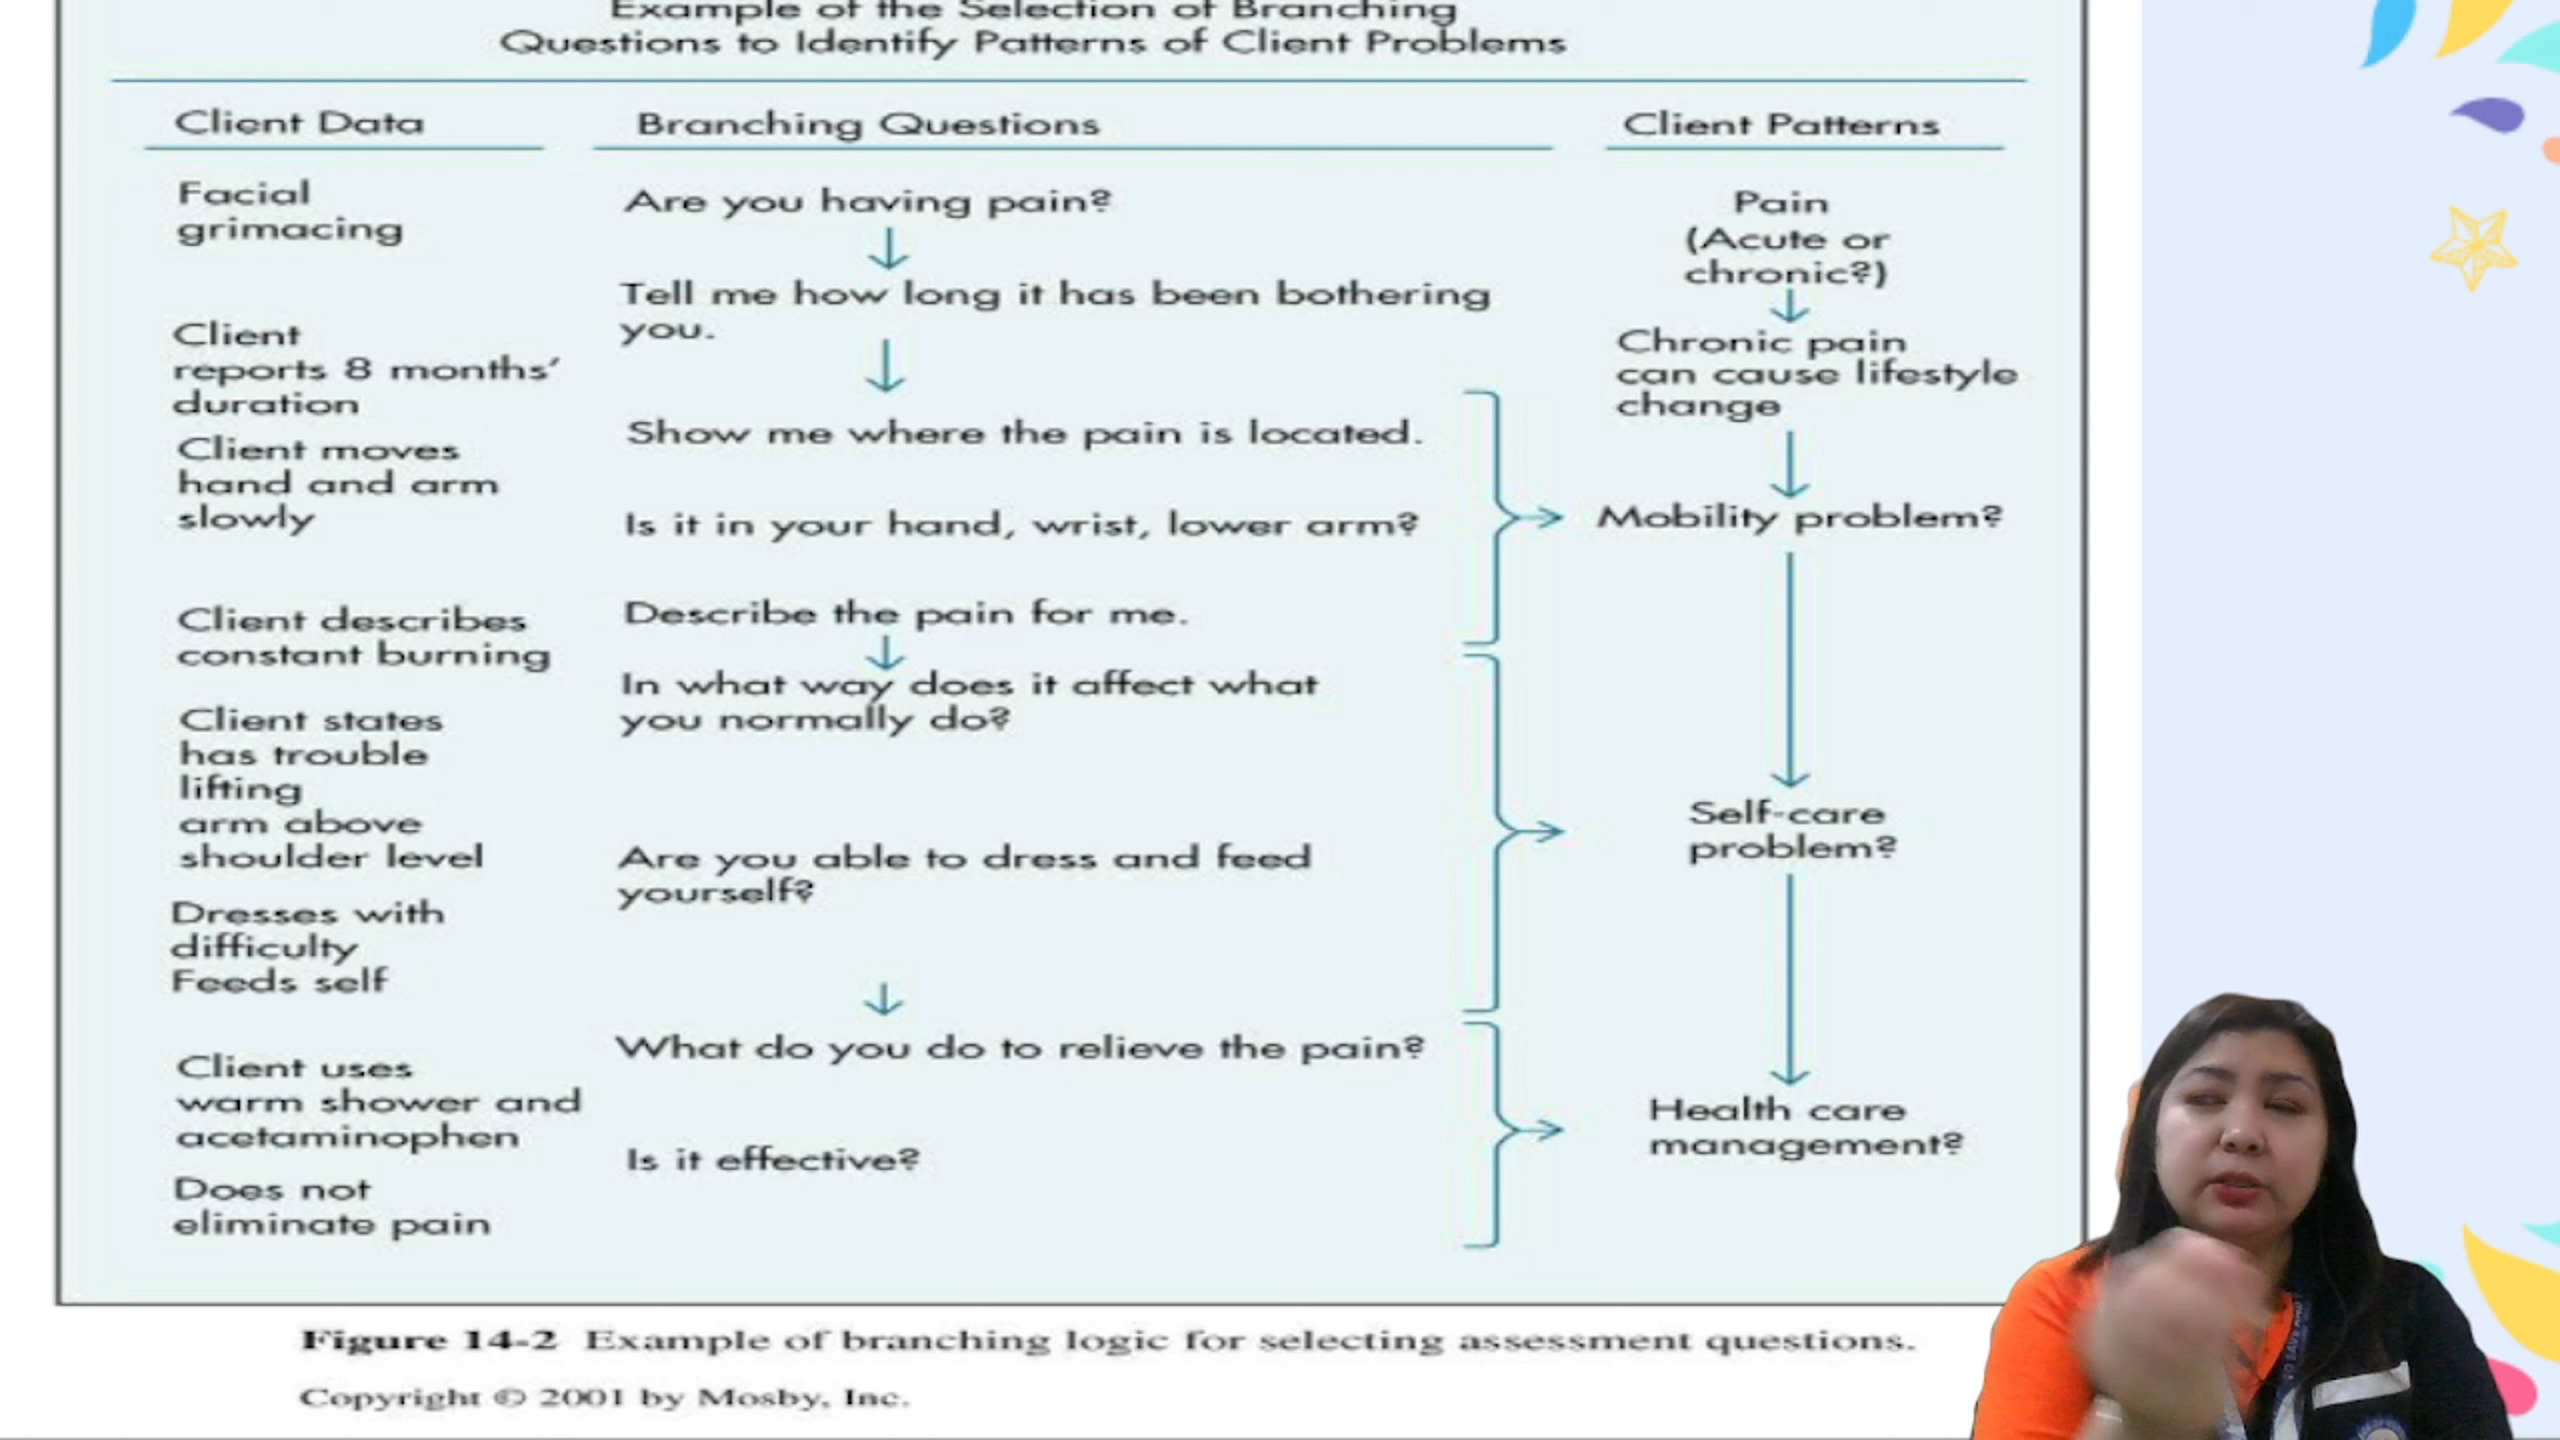 Example of the Selection of Branching
Questions to Identify Patterns of Client Problems
Client Data
Branching Questions
Client Patterns
Facial
grimacing
Client
reports 8 months'
duration
Client moves
hand and arm
slowly
Client describes
constant burning
Client states
has trouble
lifting
arm above
shoulder level
Dresses with
difficulty
Feeds self
Client uses
warm shower and
acetaminophen
Does not
eliminate pain
Are you having pain?
Tell me how long it has been bothering
you.
Show me where the pain is located.
Is it in your hand, wrist, lower arm?
Describe the pain for me.
In what way does it affect what
you normally do?
Are you able to dress and feed
yourself?
What do you do to relieve the pain?
Is it effective?
Pain
(Acute or
chronic?)
Chronic pain
can cause lifestyle
change
Mobility problem?
Self-care
problem?
Health care
management?
Figure 14-2 Example of branching logic for selecting assessment questions.
Copyright © 2001 by Mosby, Inc.